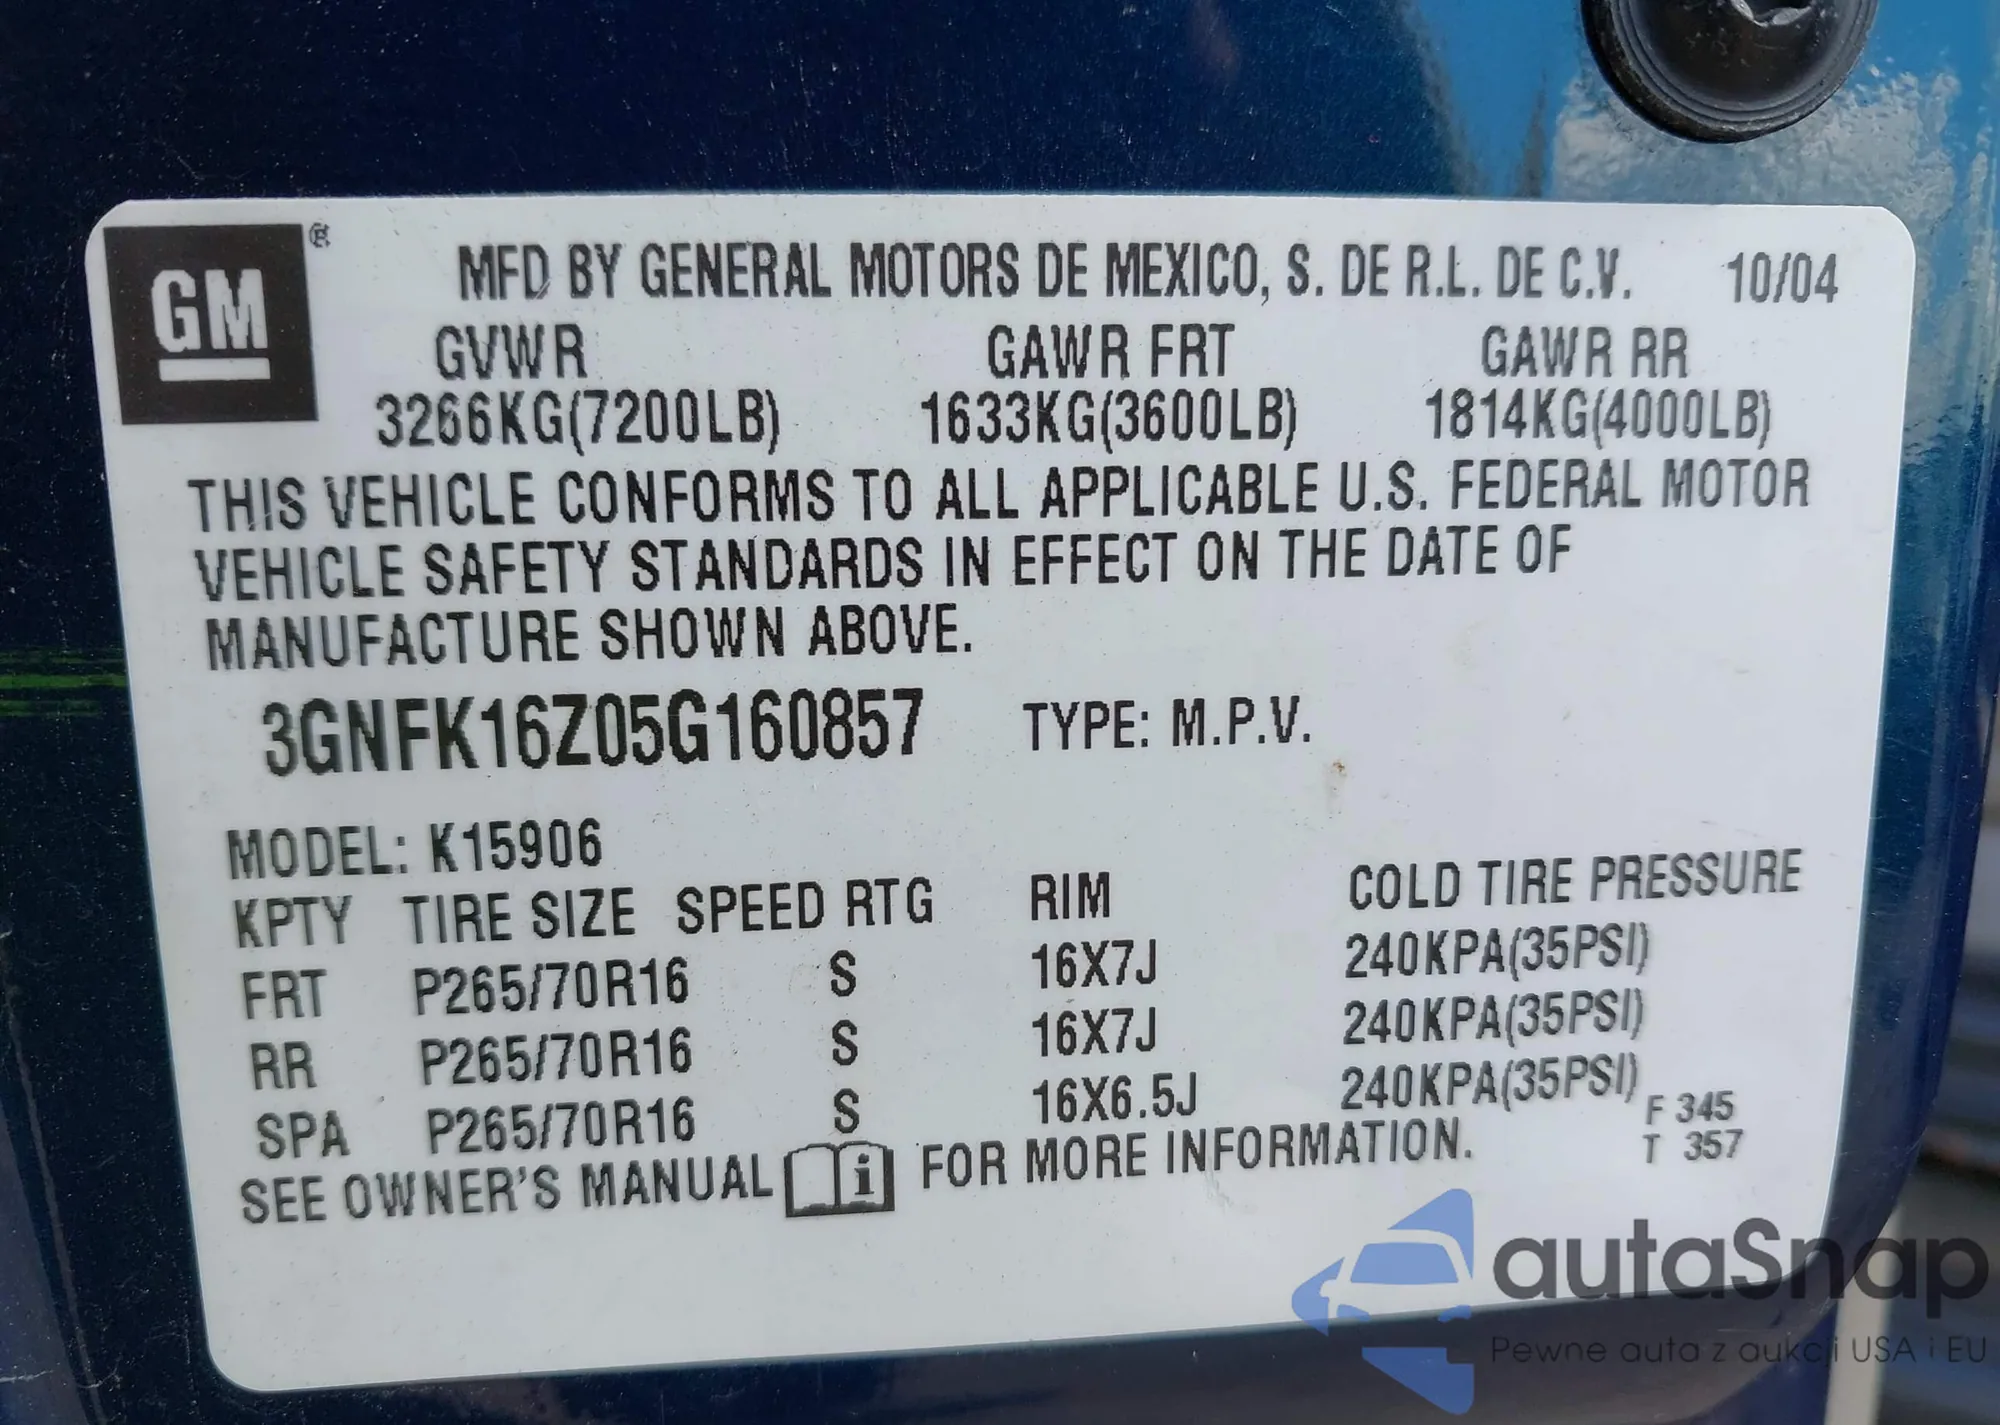 GM®
MFD BY GENERAL MOTORS DE MEXICO, S. DE R.L. DE C.V. 10/04
GVWR GAWR FRT GAWR RR
3266KG(7200LB) 1633KG(3600LB) 1814KG(4000LB)
THIS VEHICLE CONFORMS TO ALL APPLICABLE U.S. FEDERAL MOTOR
VEHICLE SAFETY STANDARDS IN EFFECT ON THE DATE OF
MANUFACTURE SHOWN ABOVE.
3GNFK16Z05G160857 TYPE: M.P.V.
MODEL: K15906
KPTY TIRE SIZE SPEED RTG RIM COLD TIRE PRESSURE
FRT P265/70R16 S 16X7J 240KPA(35PSI)
RR P265/70R16 S 16X7J 240KPA(35PSI)
SPA P265/70R16 S 16X6.5J 240KPA(35PSI)
F 345
T 357
SEE OWNER'S MANUAL i FOR MORE INFORMATION.
autaSnap
Pewne auta z aukcji USA i EU